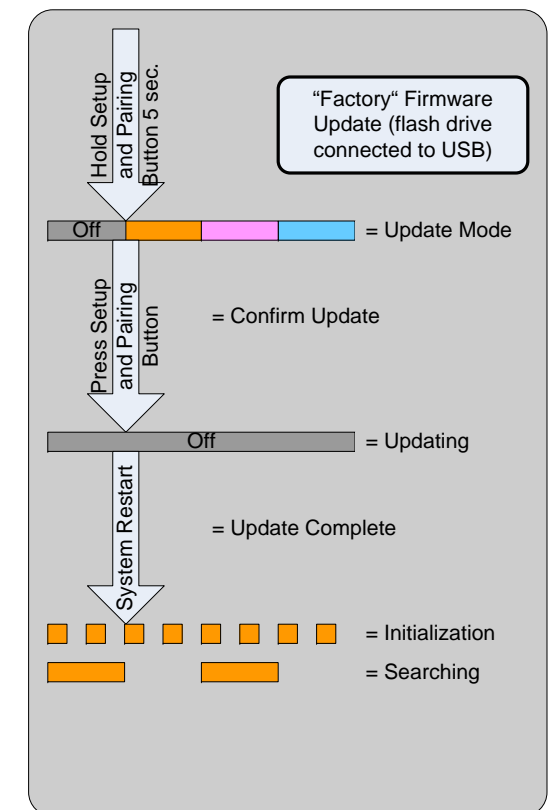 Hold Setup
and Pairing
Button 5 sec.
“Factory“ Firmware
Update (flash drive
connected to USB)
Off
= Update Mode
Press Setup
and Pairing
Button
= Confirm Update
Off
= Updating
System Restart
= Update Complete
= Initialization
= Searching